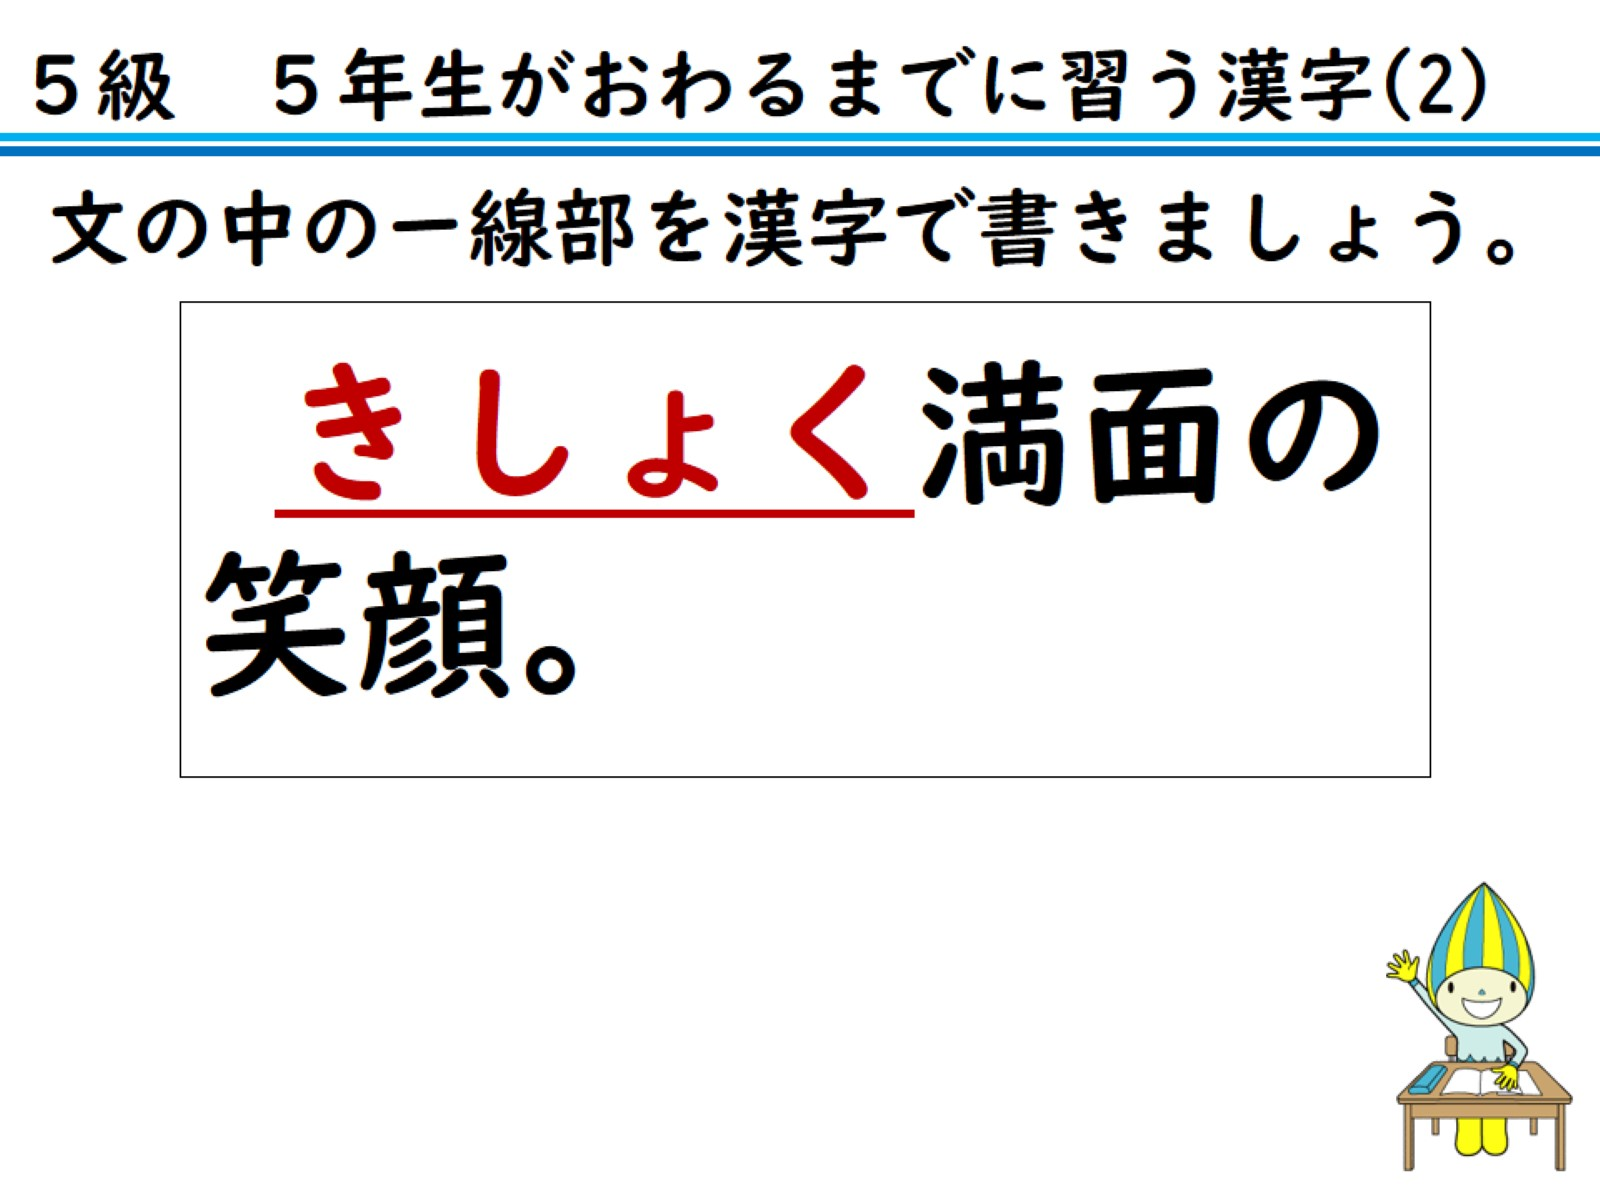 ５級　５年生がおわるまでに習う漢字(2)
文の中の一線部を漢字で書きましょう。
きしょく満面の
笑顔。